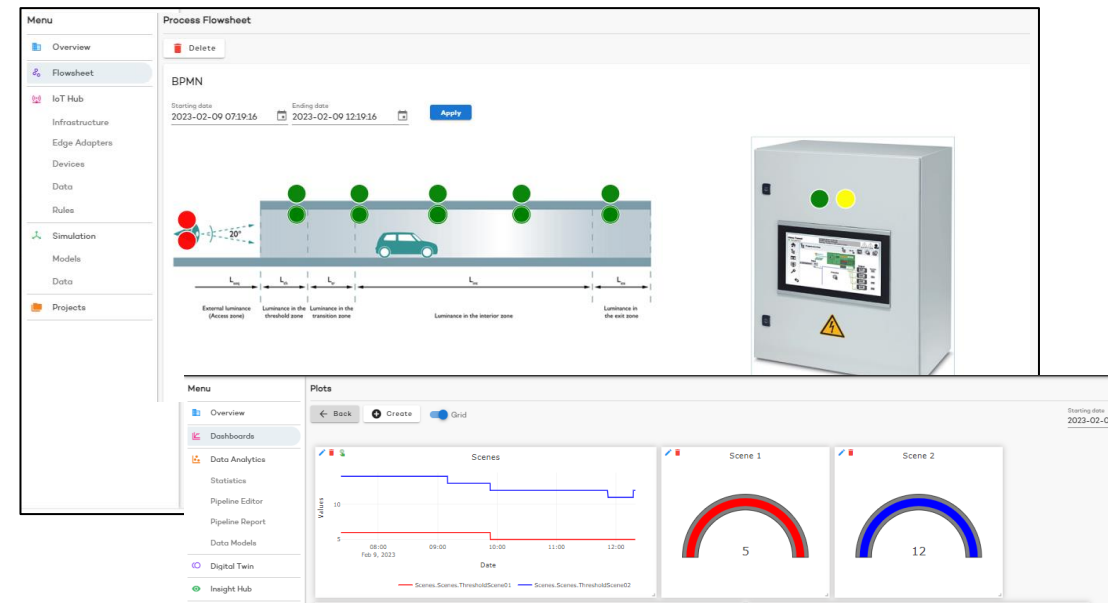 Menu
Process Flowsheet
Overview
Delete
Flowsheet
BPMN
IoT Hub
Starting date
Ending date
Infrastructure
2023-02-09 07:19:16
2023-02-09 12:19:16
Apply
Edge Adapters
Devices
Data
Rules
20°
Simulation
Models
Data
Projects
External luminance
(Access zone)
Luminance in the
threshold zone
Luminance in the
transition zone
Luminance in the interior zone
Luminance in
the exit zone
Menu
Plots
Overview
Back
Create
Grid
Starting date
2023-02-0
Dashboards
Data Analytics
Scenes
Scene 1
Scene 2
Statistics
Pipeline Editor
Pipeline Report
Data Models
Values
10
5
5
12
08:00
09:00
10:00
11:00
12:00
Feb 9, 2023
Date
Digital Twin
Insight Hub
Scenes.Scenes.ThresholdScene01
Scenes.Scenes.ThresholdScene02